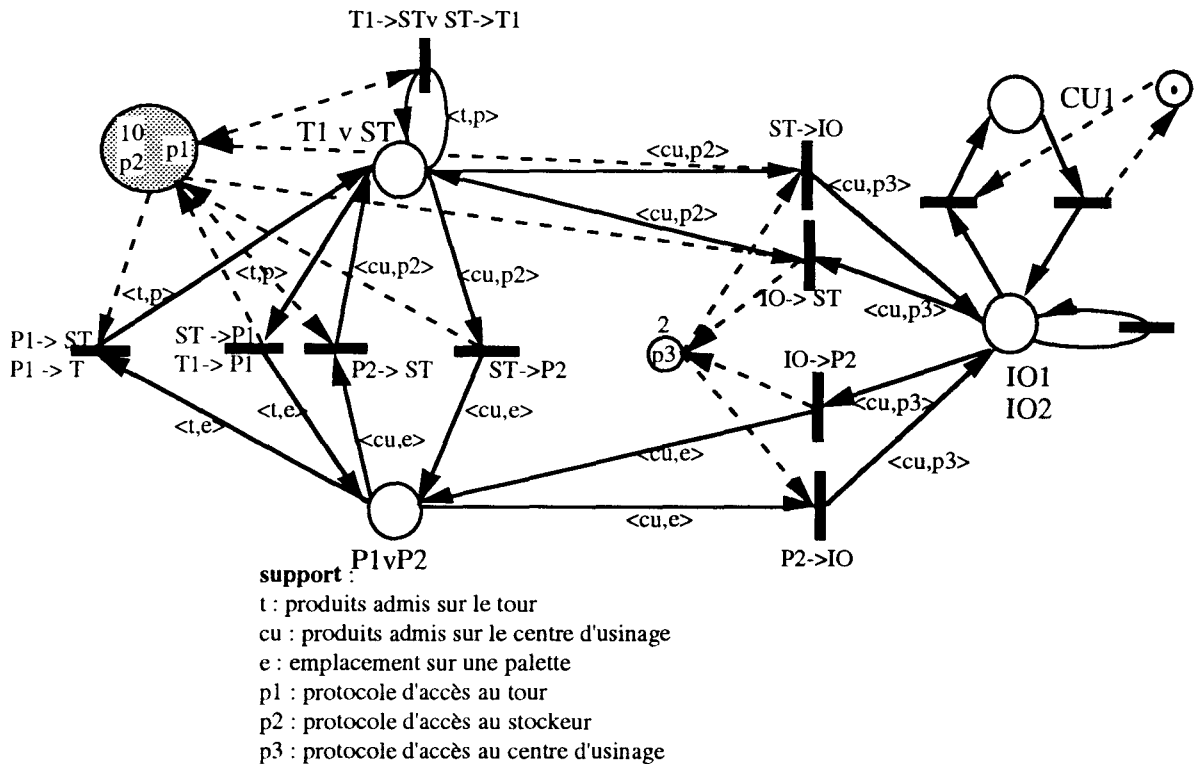 T1->STv ST->T1
<t,p>
T1 v ST
10
p1
p2
<cu,p2>
ST->IO
<cu,p3>
CU1
<cu,p2>
<t,p>
<t,p>
<cu,p2>
<cu,p2>
IO-> ST
<cu,p3>
P1-> ST
P1 -> T
ST ->P1
T1->P1
P2-> ST
ST->P2
2
p3
IO->P2
IO1
IO2
<cu,p3>
<t,e>
<t,e>
<cu,e>
<cu,e>
<cu,e>
<cu,p3>
<cu,e>
P1vP2
P2->IO
support :
t : produits admis sur le tour
cu : produits admis sur le centre d'usinage
e : emplacement sur une palette
p1 : protocole d'accès au tour
p2 : protocole d'accès au stockeur
p3 : protocole d'accès au centre d'usinage